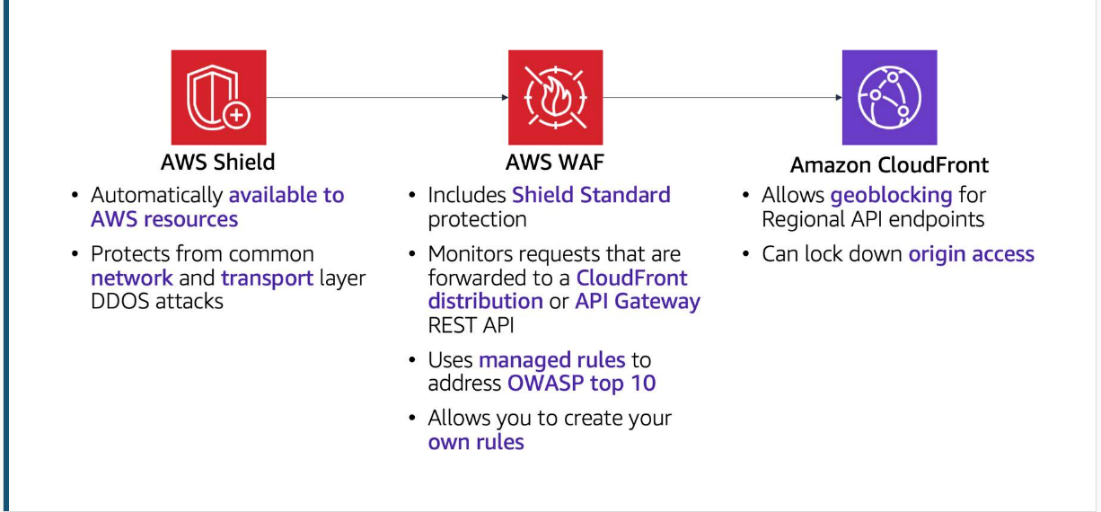 AWS Shield
• Automatically available to
AWS resources
• Protects from common
network and transport layer
DDOS attacks
AWS WAF
• Includes Shield Standard
protection
• Monitors requests that are
forwarded to a CloudFront
distribution or API Gateway
REST API
• Uses managed rules to
address OWASP top 10
• Allows you to create your
own rules
Amazon CloudFront
• Allows geoblocking for
Regional API endpoints
• Can lock down origin access